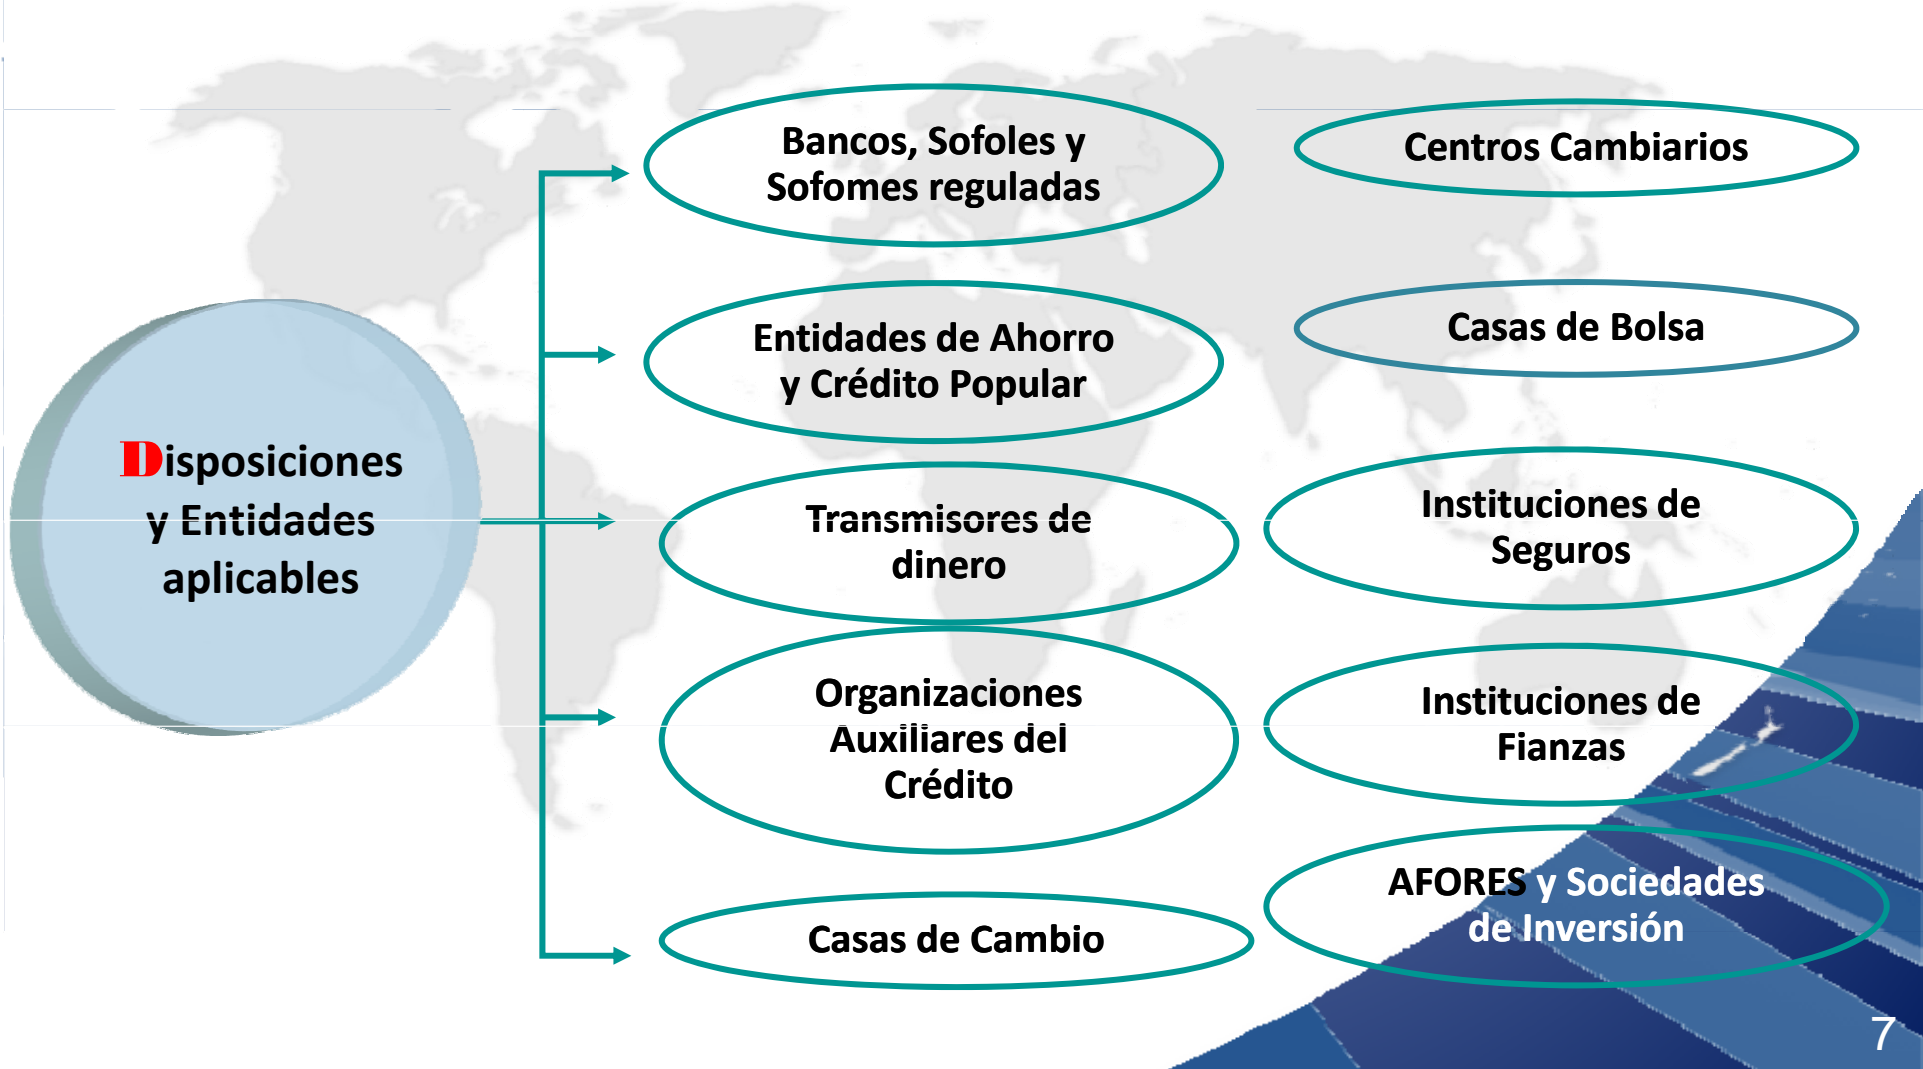 Disposiciones
y Entidades
aplicables
Bancos, Sofoles y
Sofomes reguladas
Entidades de Ahorro
y Crédito Popular
Transmisores de
dinero
Organizaciones
Auxiliares del
Crédito
Casas de Cambio
Centros Cambiarios
Casas de Bolsa
Instituciones de
Seguros
Instituciones de
Fianzas
AFORES y Sociedades
de Inversión
7